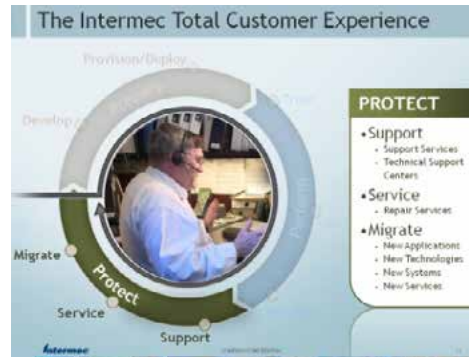 The Intermec Total Customer Experience
Provision/Deploy
Develop
PROTECT
•Support
• Support Services
• Technical Support
Centers
•Service
• Repair Services
•Migrate
• New Applications
• New Technologies
• New Systems
• New Services
Migrate
Protect
Service
Support
Intermec